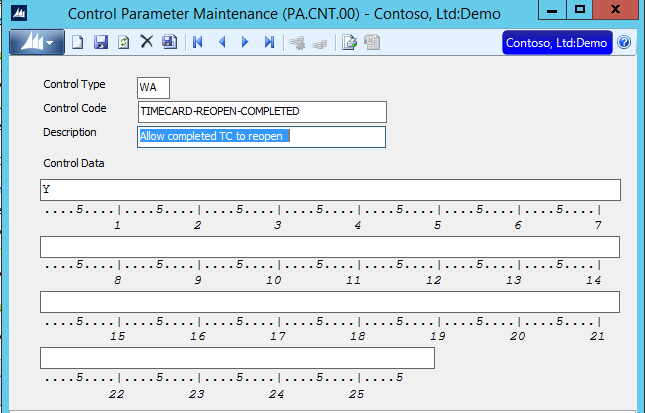 Control Parameter Maintenance (PA.CNT.00) - Contoso, Ltd:Demo
Contoso, Ltd:Demo
Control Type WA
Control Code TIMECARD-REOPEN-COMPLETED
Description Allow completed TC to reopen
Control Data
Y
....5....|....5....|....5....|....5....|....5....|....5....|....5....|
1 2 3 4 5 6 7
....5....|....5....|....5....|....5....|....5....|....5....|....5....|
8 9 10 11 12 13 14
....5....|....5....|....5....|....5....|....5....|....5....|....5....|
15 16 17 18 19 20 21
....5....|....5....|....5....|....5....|....5
22 23 24 25